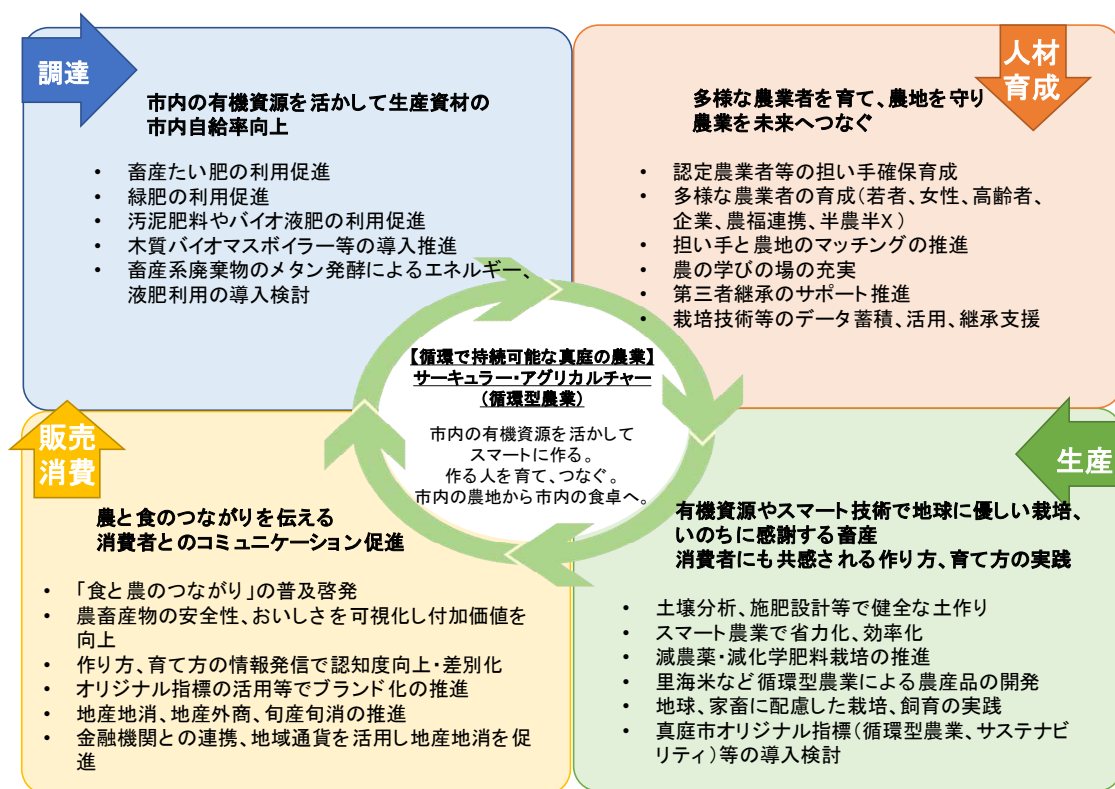 調達
市内の有機資源を活かして生産資材の
市内自給率向上
• 畜産たい肥の利用促進
• 緑肥の利用促進
• 汚泥肥料やバイオ液肥の利用促進
• 木質バイオマスボイラー等の導入推進
• 畜産系廃棄物のメタン発酵によるエネルギー、
液肥利用の導入検討
人材
育成
多様な農業者を育て、農地を守り
農業を未来へつなぐ
• 認定農業者等の担い手確保育成
• 多様な農業者の育成（若者、女性、高齢者、
企業、農福連携、半農半X）
• 担い手と農地のマッチングの推進
• 農の学びの場の充実
• 第三者継承のサポート推進
• 栽培技術等のデータ蓄積、活用、継承支援
【循環で持続可能な真庭の農業】
サーキュラー・アグリカルチャー
（循環型農業）
市内の有機資源を活かして
スマートに作る。
作る人を育て、つなぐ。
市内の農地から市内の食卓へ。
販売
消費
農と食のつながりを伝える
消費者とのコミュニケーション促進
• 「食と農のつながり」の普及啓発
• 農畜産物の安全性、おいしさを可視化し付加価値を
向上
• 作り方、育て方の情報発信で認知度向上・差別化
• オリジナル指標の活用等でブランド化の推進
• 地産地消、地産外商、旬産旬消の推進
• 金融機関との連携、地域通貨を活用し地産地消を促
進
生産
有機資源やスマート技術で地球に優しい栽培、
いのちに感謝する畜産
消費者にも共感される作り方、育て方の実践
• 土壌分析、施肥設計等で健全な土作り
• スマート農業で省力化、効率化
• 減農薬・減化学肥料栽培の推進
• 里海米など循環型農業による農産品の開発
• 地球、家畜に配慮した栽培、飼育の実践
• 真庭市オリジナル指標（循環型農業、サステナビ
リティ）等の導入検討